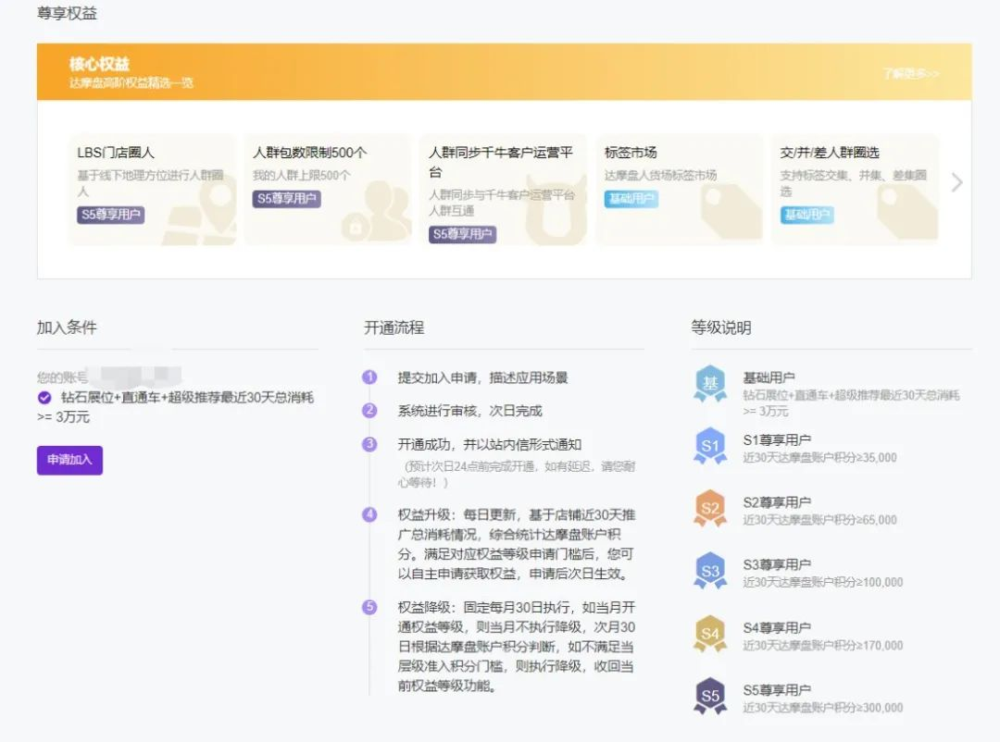 尊享权益
核心权益
达摩盘高阶权益精选一览
了解更多>>
LBS门店圈人
基于线下地理方位进行人群圈
人
S5尊享用户
人群包数限制500个
我的人群上限500个
S5尊享用户
人群同步千牛客户运营平
台
人群同步与千牛客户运营平台
人群互通
S5尊享用户
标签市场
达摩盘人货场标签市场
基础用户
交/并/差人群圈选
支持标签交集、并集、差集圈
选
基础用户
加入条件
您的账号
钻石展位+直通车+超级推荐最近30天总消耗
>= 3万元
申请加入
开通流程
1 提交加入申请，描述应用场景
2 系统进行审核，次日完成
3 开通成功，并以站内信形式通知
（预计次日24点前完成开通，如有延迟，请您耐
心等待！）
4 权益升级：每日更新，基于店铺近30天推
广总消耗情况，综合统计达摩盘账户积
分。满足对应权益等级申请门槛后，您可
以自主申请获取权益，申请后次日生效。
5 权益降级：固定每月30日执行，如当月开
通权益等级，则当月不执行降级，次月30
日根据达摩盘账户积分判断，如不满足当
层级准入积分门槛，则执行降级，收回当
前权益等级功能。
等级说明
基 基础用户
钻石展位+直通车+超级推荐最近30天总消耗
>= 3万元
S1 S1尊享用户
近30天达摩盘账户积分≥35,000
S2 S2尊享用户
近30天达摩盘账户积分≥65,000
S3 S3尊享用户
近30天达摩盘账户积分≥100,000
S4 S4尊享用户
近30天达摩盘账户积分≥170,000
S5 S5尊享用户
近30天达摩盘账户积分≥300,000